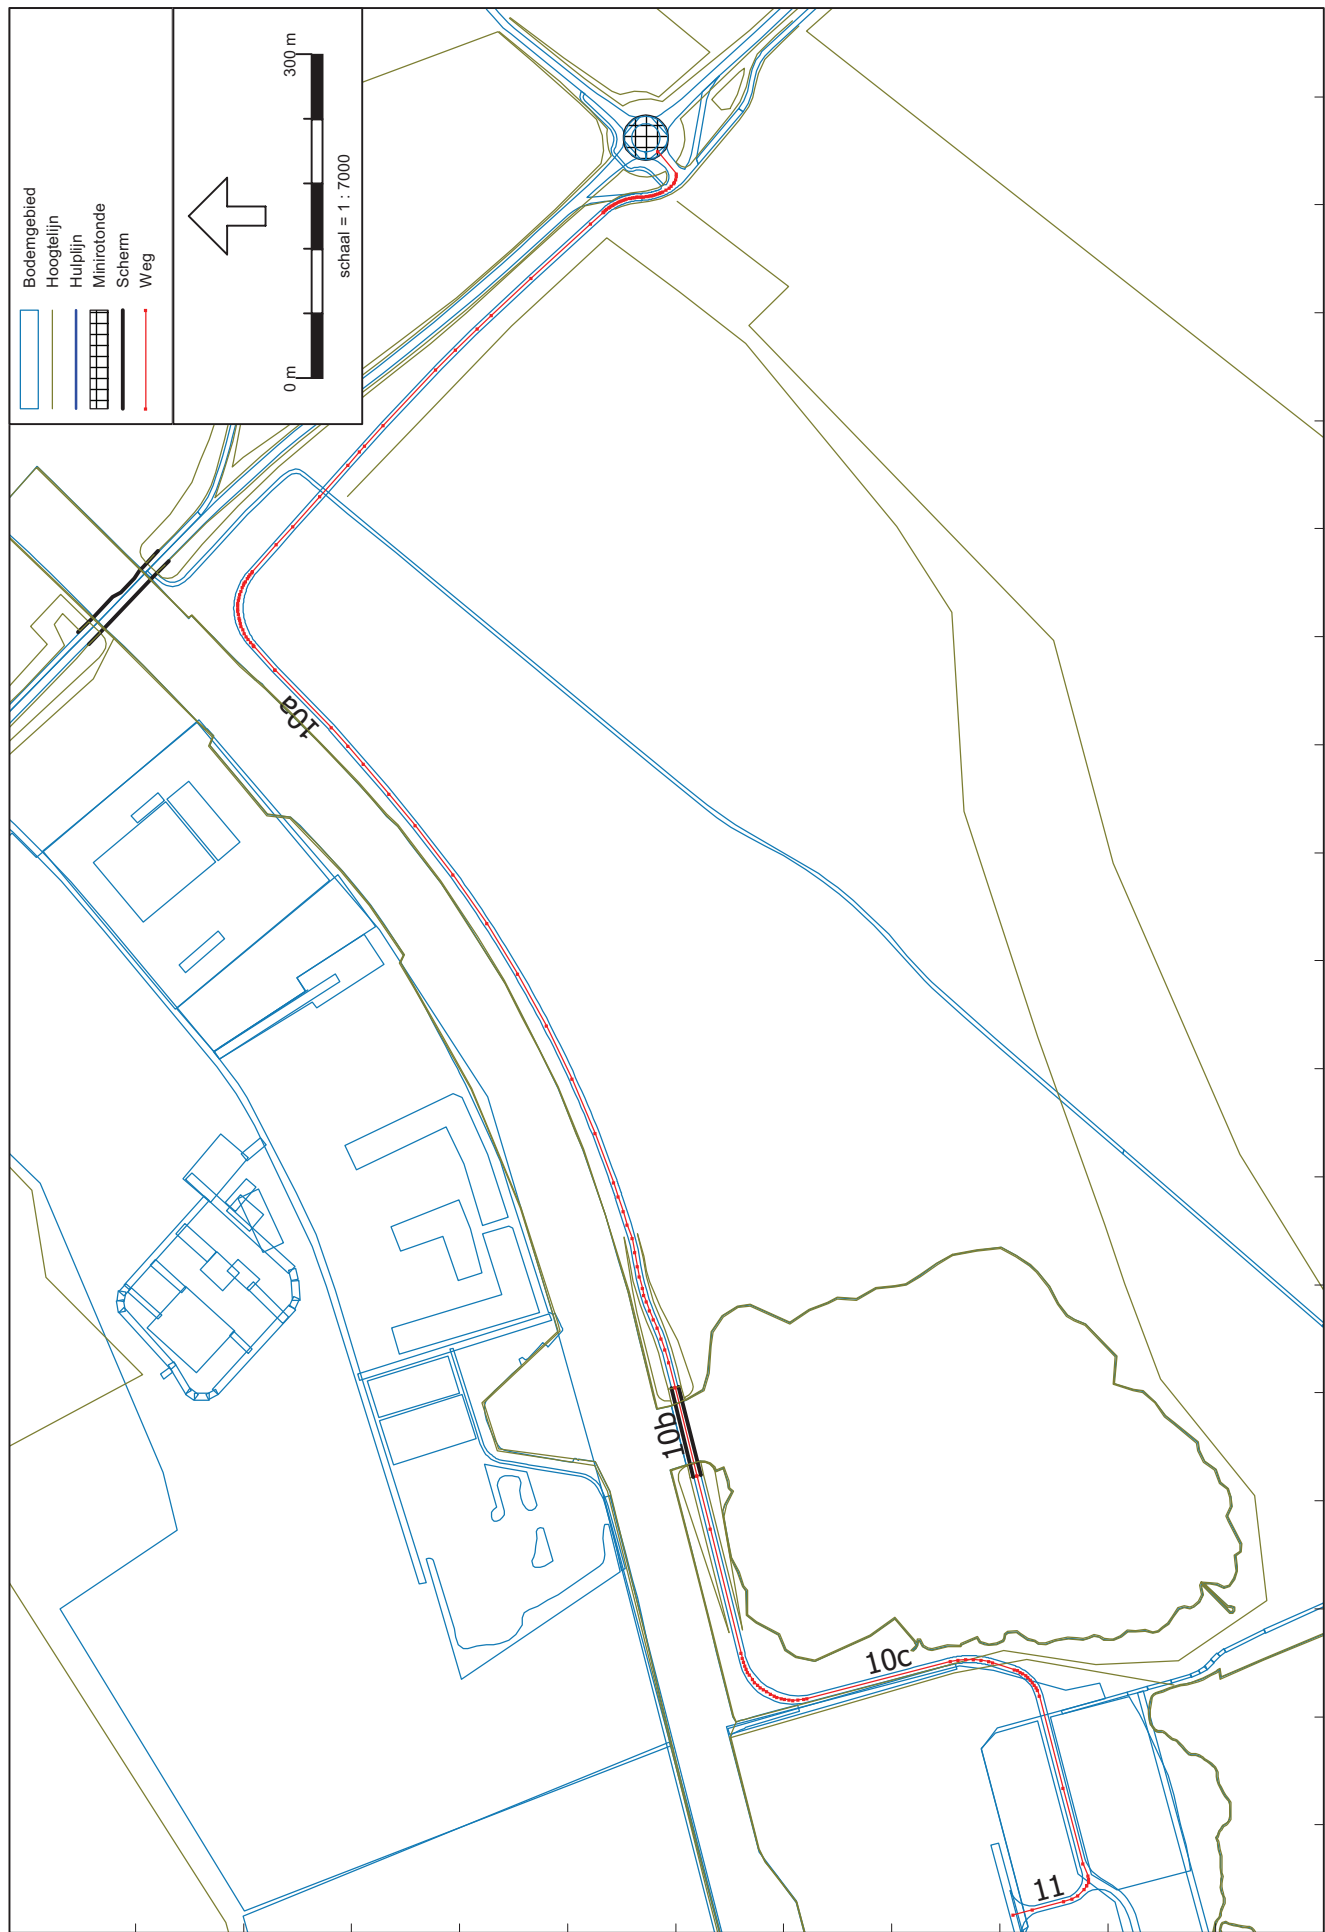 Bodemgebied
Hoogtelijn
Hulplijn
Minirotonde
Scherm
Weg
0 m
300 m
schaal = 1 : 7000
10a
10b
10c
11